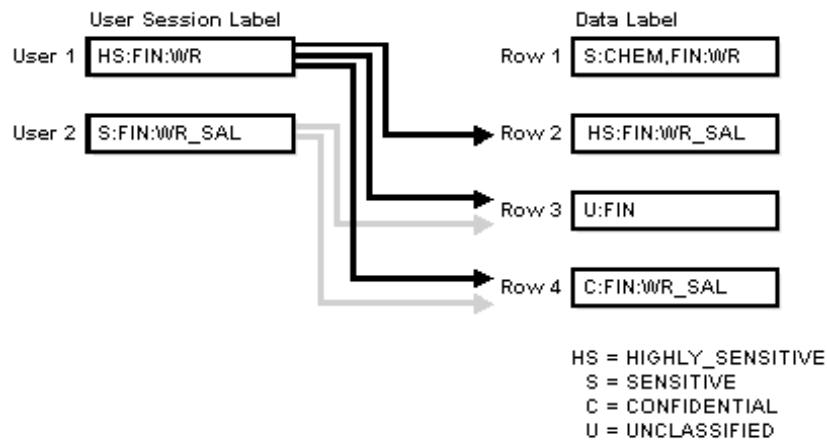 User Session Label
Data Label
User 1 HS:FIN:WR
Row 1 S:CHEM,FIN:WR
User 2 S:FIN:WR_SAL
Row 2 HS:FIN:WR_SAL
Row 3 U:FIN
Row 4 C:FIN:WR_SAL
HS = HIGHLY_SENSITIVE
S = SENSITIVE
C = CONFIDENTIAL
U = UNCLASSIFIED